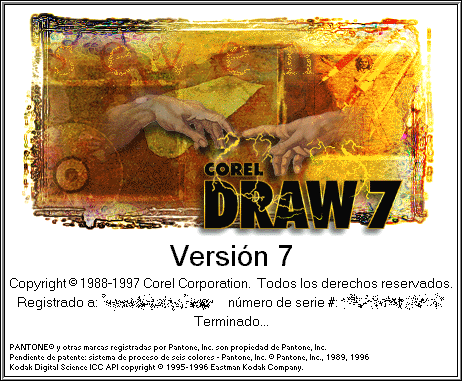 SEVEN
COREL
DRAW 7
Versión 7
Copyright © 1988-1997 Corel Corporation. Todos los derechos reservados.
Registrado a: número de serie #:
Terminado...
PANTONE® y otras marcas registradas por Pantone, Inc. son propiedad de Pantone, Inc.
Pendiente de patente: sistema de proceso de seis colores - Pantone, Inc. © Pantone, Inc., 1989, 1996
Kodak Digital Science ICC API copyright © 1995-1996 Eastman Kodak Company.